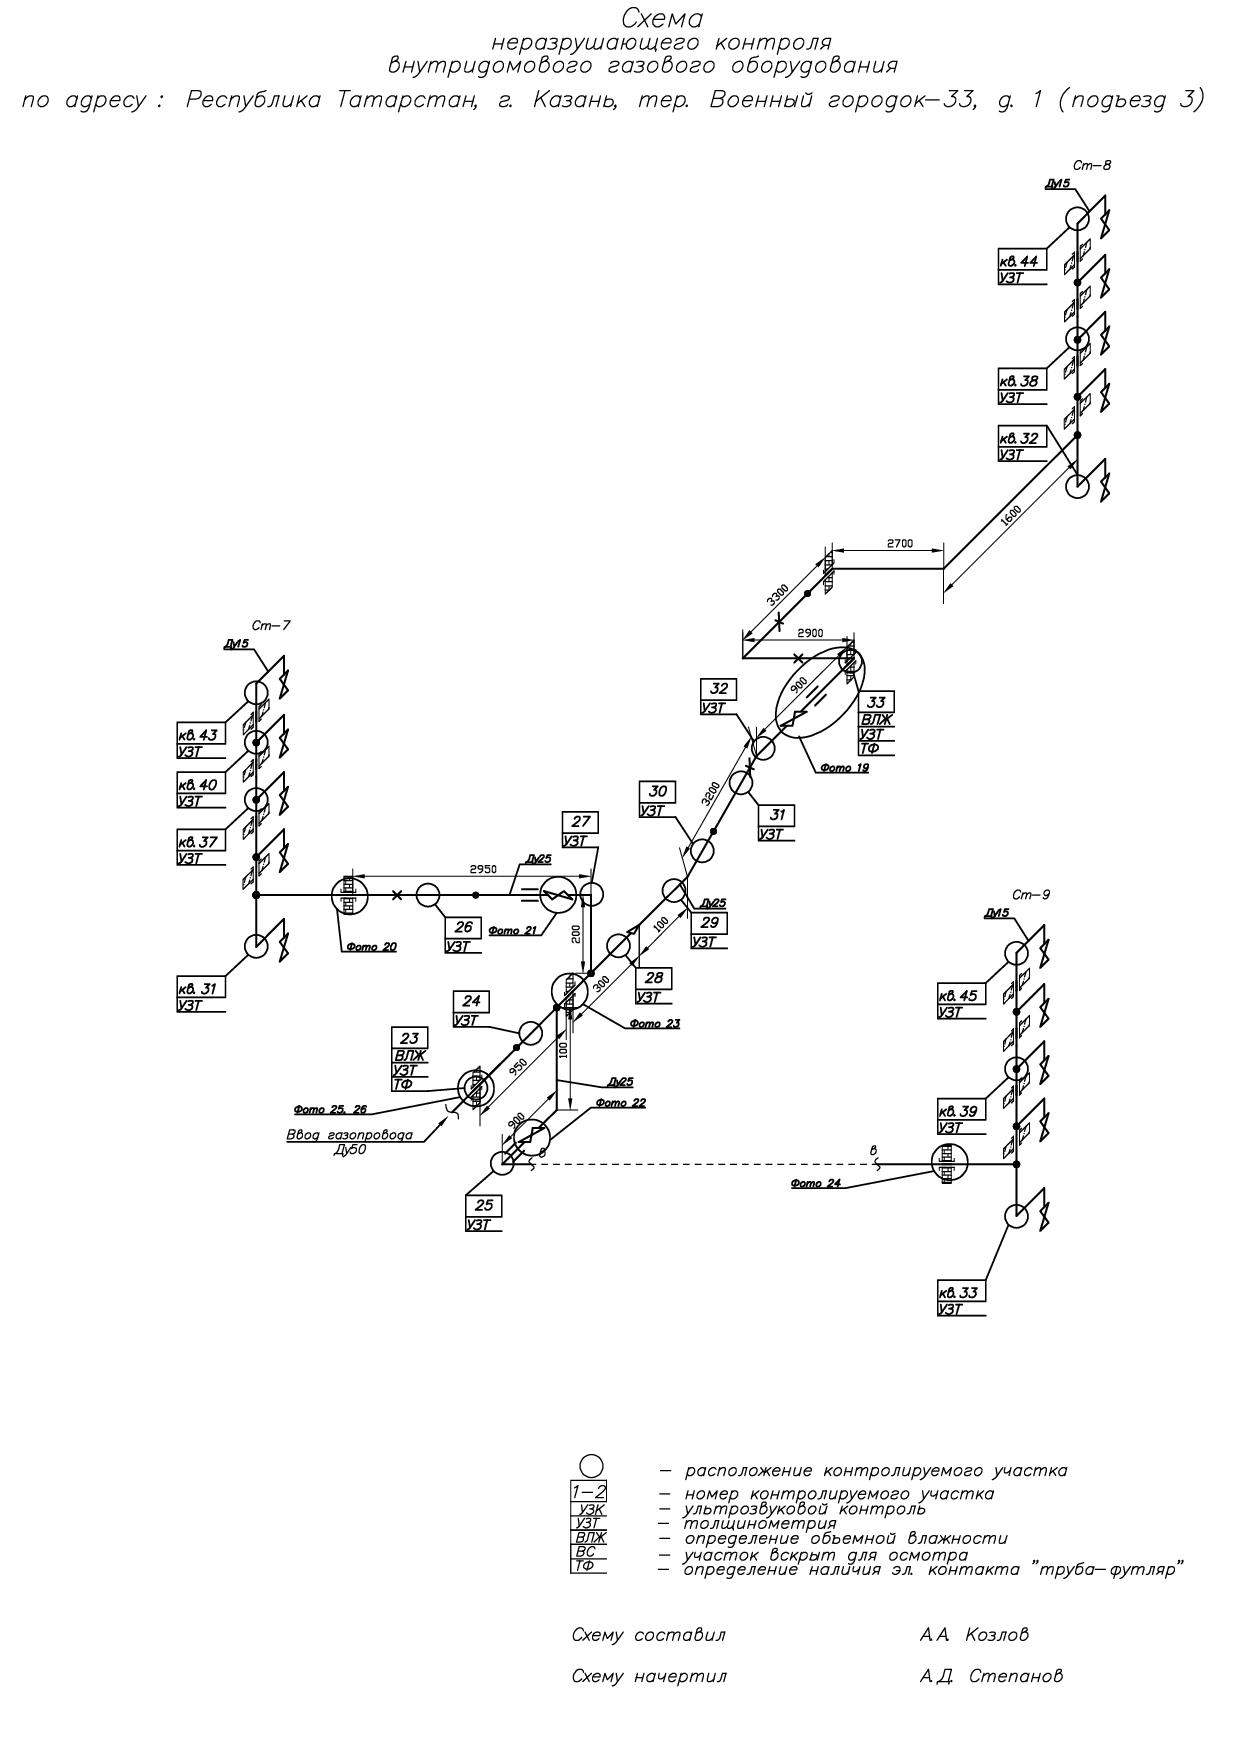 Схема
неразрушающего контроля
внутридомового газового оборудования
по адресу : Республика Татарстан, г. Казань, тер. Военный городок-33, д. 1 (подъезд 3)
Ст-8
Ду15
кв. 44
УЗТ
кв. 38
УЗТ
кв. 32
УЗТ
1600
2700
3300
2900
Ст-7
Ду15
кв. 43
УЗТ
кв. 40
УЗТ
кв. 37
УЗТ
кв. 31
УЗТ
32
УЗТ
900
33
ВЛЖ
УЗТ
ТФ
Фото 19
3200
30
УЗТ
31
УЗТ
27
УЗТ
2950
Ду25
26
УЗТ
Фото 20
Фото 21
200
Ду25
29
УЗТ
100
28
УЗТ
300
Фото 23
24
УЗТ
23
ВЛЖ
УЗТ
ТФ
950
100
Ду25
Фото 25, 26
Фото 22
900
Ввод газопровода
Ду50
в
в
25
УЗТ
Фото 24
Ст-9
Ду15
кв. 45
УЗТ
кв. 39
УЗТ
кв. 33
УЗТ
- расположение контролируемого участка
1-2 - номер контролируемого участка
УЗК - ультрозвуковой контроль
УЗТ - толщинометрия
ВЛЖ - определение объемной влажности
ВС - участок вскрыт для осмотра
ТФ - определение наличия эл. контакта "труба-футляр"
Схему составил А.А. Козлов
Схему начертил А.Д. Степанов